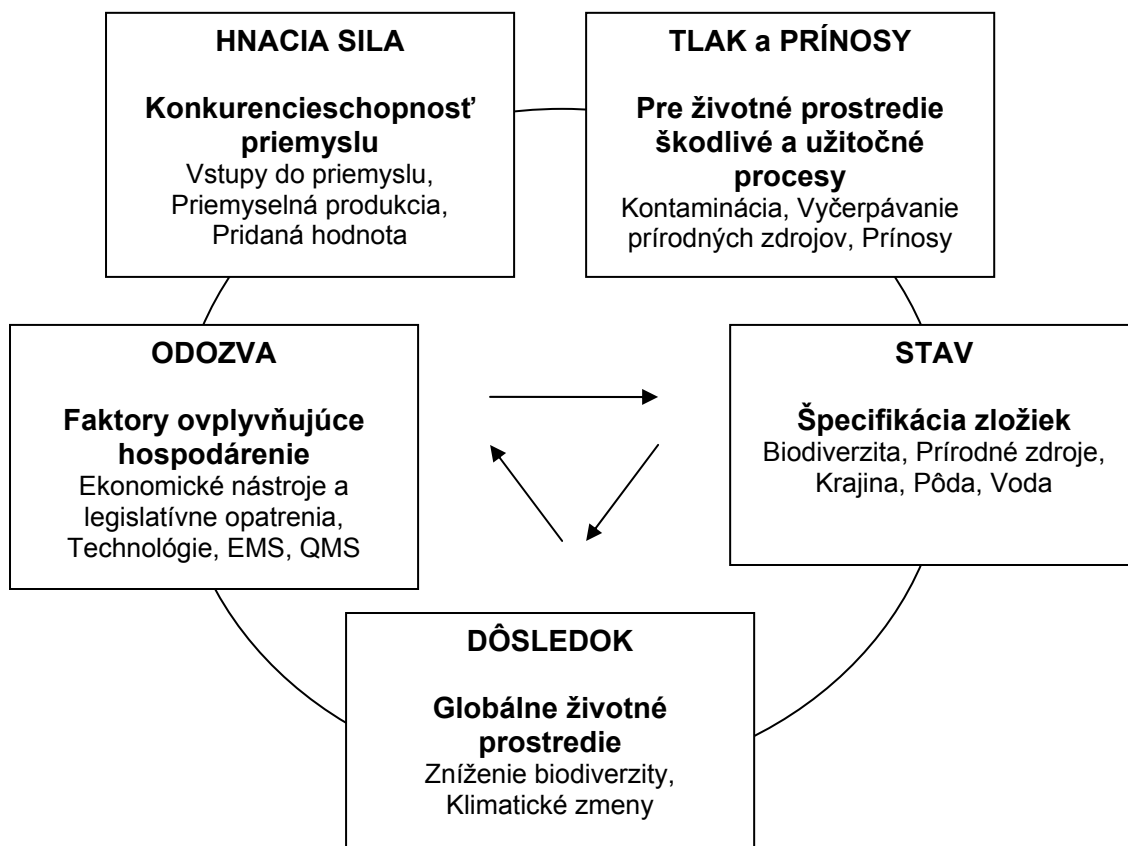 HNACIA SILA
Konkurencieschopnosť
priemyslu
Vstupy do priemyslu,
Priemyselná produkcia,
Pridaná hodnota
TLAK a PRÍNOSY
Pre životné prostredie
škodlivé a užitočné
procesy
Kontaminácia, Vyčerpávanie
prírodných zdrojov, Prínosy
ODOZVA
Faktory ovplyvňujúce
hospodárenie
Ekonomické nástroje a
legislatívne opatrenia,
Technológie, EMS, QMS
STAV
Špecifikácia zložiek
Biodiverzita, Prírodné zdroje,
Krajina, Pôda, Voda
DÔSLEDOK
Globálne životné
prostredie
Zníženie biodiverzity,
Klimatické zmeny